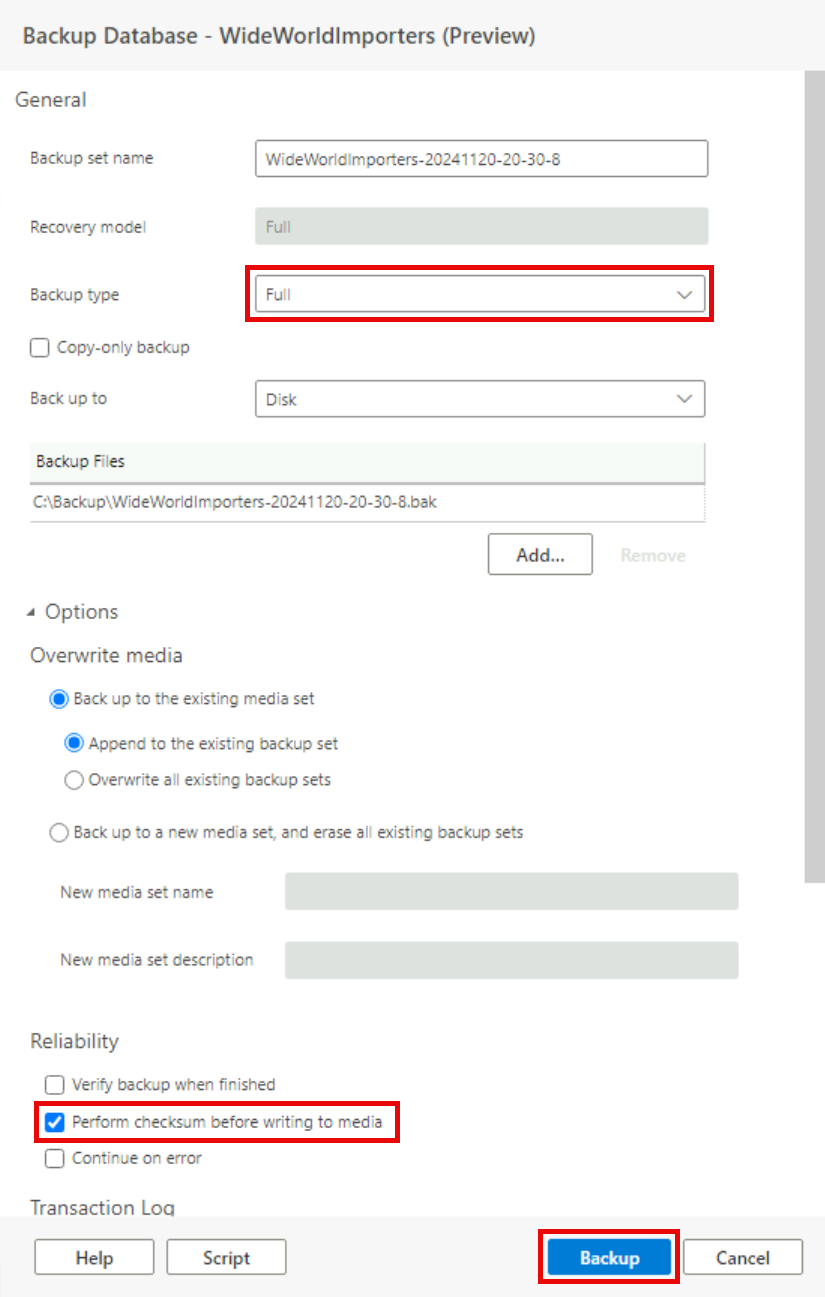 Backup Database - WideWorldImporters (Preview)
General
Backup set name
WideWorldImporters-20241120-20-30-8
Recovery model
Full
Backup type
Full
Copy-only backup
Back up to
Disk
Backup Files
C:\Backup\WideWorldImporters-20241120-20-30-8.bak
Add...
Remove
Options
Overwrite media
Back up to the existing media set
Append to the existing backup set
Overwrite all existing backup sets
Back up to a new media set, and erase all existing backup sets
New media set name
New media set description
Reliability
Verify backup when finished
Perform checksum before writing to media
Continue on error
Transaction Log
Help
Script
Backup
Cancel